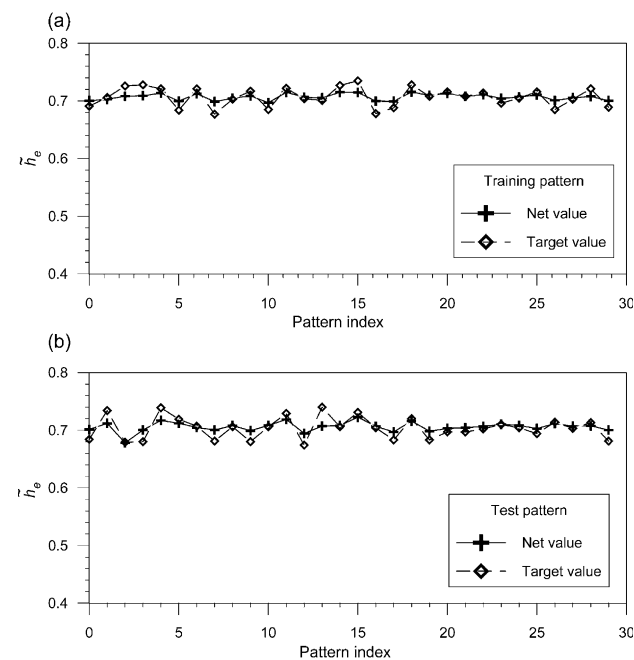 (a)
0.8
0.7
0.6
0.5
0.4
h̃e
Training pattern
Net value
Target value
0 5 10 15 20 25 30
Pattern index
(b)
0.8
0.7
0.6
0.5
0.4
h̃e
Test pattern
Net value
Target value
0 5 10 15 20 25 30
Pattern index